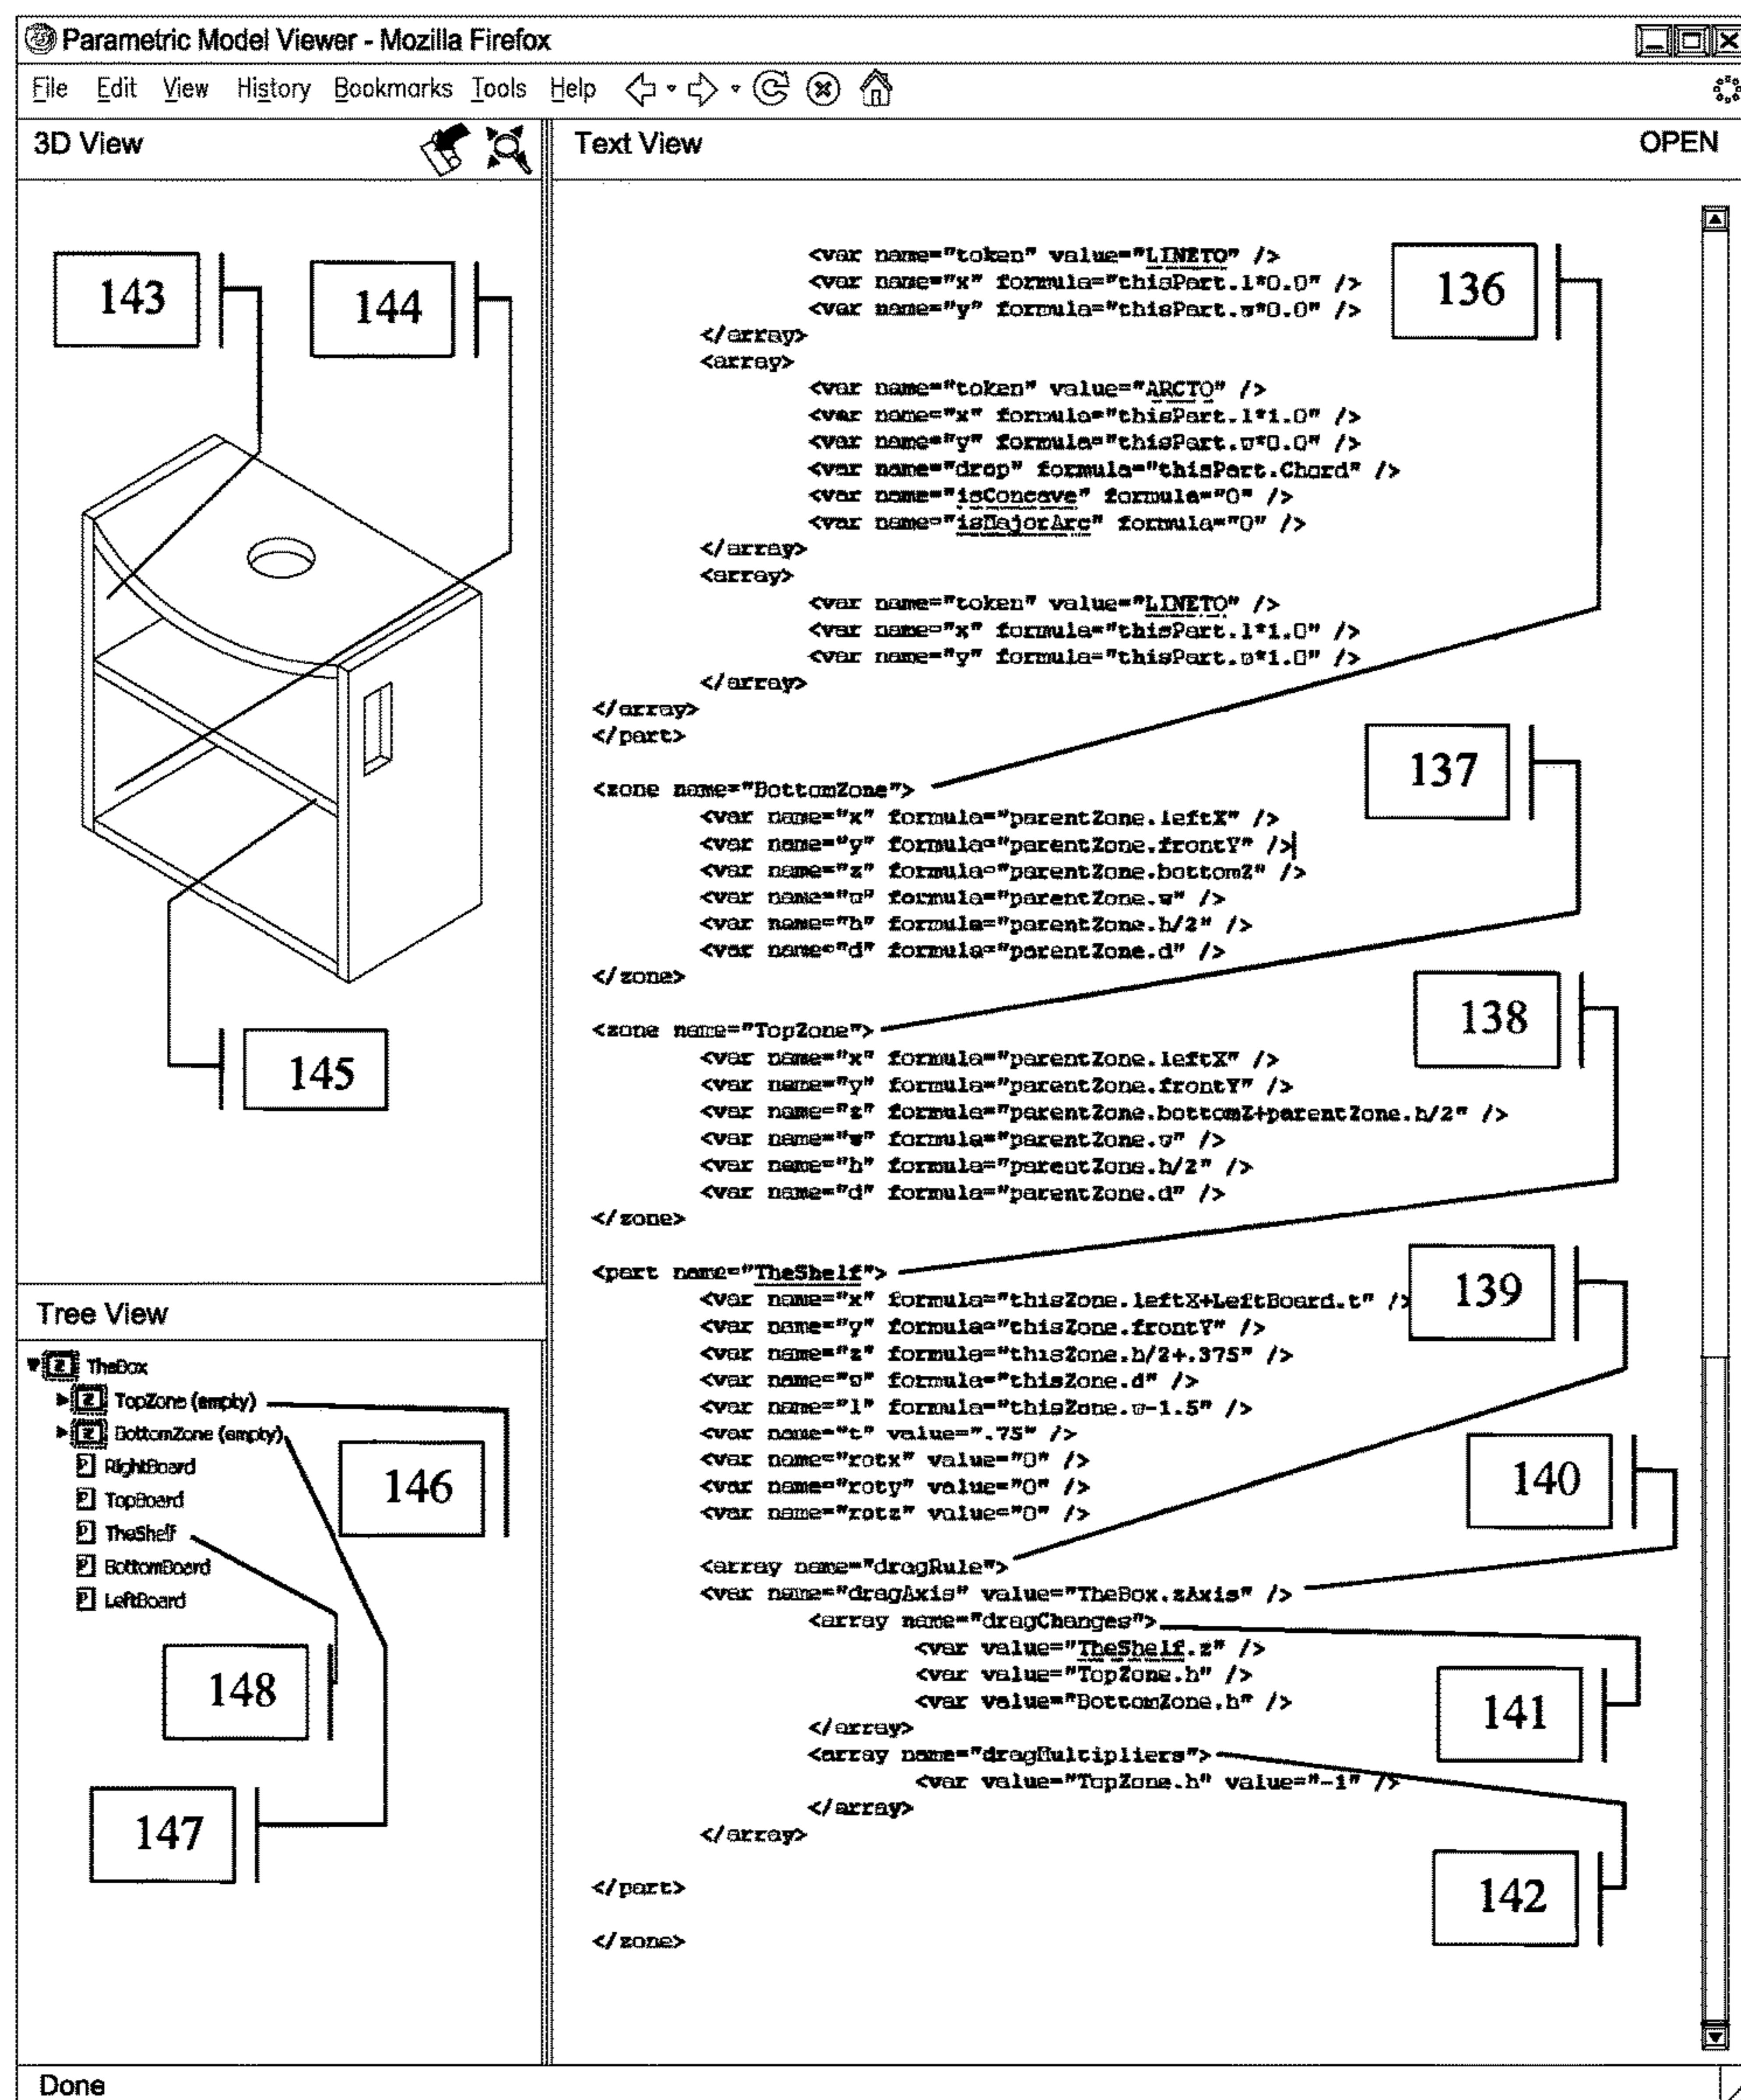 Parametric Model Viewer - Mozilla Firefox
File Edit View History Bookmarks Tools Help
3D View
143
144
145
Tree View
TheBox
TopZone (empty)
BottomZone (empty)
RightBoard
TopBoard
TheShelf
BottomBoard
LeftBoard
146
148
147
Text View OPEN
<var name="token" value="LINETO" />
<var name="x" formula="thisPart.l*0.0" />
<var name="y" formula="thisPart.w*0.0" />
</array>
<array>
<var name="token" value="ARCTO" />
<var name="x" formula="thisPart.l*1.0" />
<var name="y" formula="thisPart.w*0.0" />
<var name="drop" formula="thisPart.Chord" />
<var name="isConcave" formula="0" />
<var name="isMajorArc" formula="0" />
</array>
<array>
<var name="token" value="LINETO" />
<var name="x" formula="thisPart.l*1.0" />
<var name="y" formula="thisPart.w*1.0" />
</array>
</array>
</part>
136
<zone name="BottomZone">
<var name="x" formula="parentZone.leftX" />
<var name="y" formula="parentZone.frontY" />
<var name="z" formula="parentZone.bottomZ" />
<var name="w" formula="parentZone.w" />
<var name="h" formula="parentZone.h/2" />
<var name="d" formula="parentZone.d" />
</zone>
137
<zone name="TopZone">
<var name="x" formula="parentZone.leftX" />
<var name="y" formula="parentZone.frontY" />
<var name="z" formula="parentZone.bottomZ+parentZone.h/2" />
<var name="w" formula="parentZone.w" />
<var name="h" formula="parentZone.h/2" />
<var name="d" formula="parentZone.d" />
</zone>
138
<part name="TheShelf">
<var name="x" formula="thisZone.leftX+LeftBoard.t" />
<var name="y" formula="thisZone.frontY" />
<var name="z" formula="thisZone.h/2+.375" />
<var name="w" formula="thisZone.d" />
<var name="l" formula="thisZone.w-1.5" />
<var name="t" value=".75" />
<var name="rotx" value="0" />
<var name="roty" value="0" />
<var name="rotz" value="0" />
139
<array name="dragRule">
<var name="dragAxis" value="TheBox.zAxis" />
140
<array name="dragChanges">
<var value="TheShelf.z" />
<var value="TopZone.h" />
<var value="BottomZone.h" />
</array>
141
<array name="dragMultipliers">
<var value="TopZone.h" value="-1" />
</array>
</array>
142
</part>
</zone>
Done